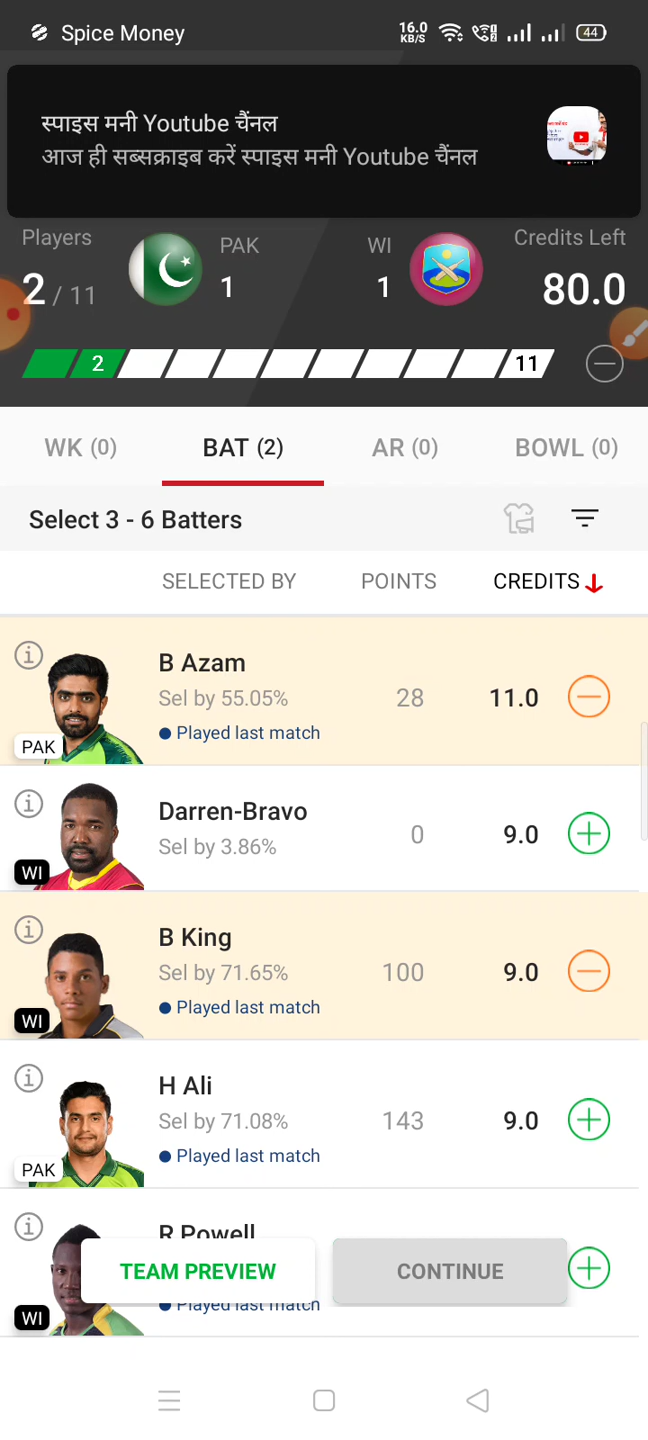 Spice Money
16.0 KB/S
44
स्पाइस मनी Youtube चैंनल
आज ही सब्सक्राइब करें स्पाइस मनी Youtube चैंनल
Players PAK WI Credits Left
2 / 11 1 1 80.0
2 11
WK (0) BAT (2) AR (0) BOWL (0)
Select 3 - 6 Batters
SELECTED BY POINTS CREDITS
B Azam
Sel by 55.05% 28 11.0
Played last match
PAK
Darren-Bravo
Sel by 3.86% 0 9.0
WI
B King
Sel by 71.65% 100 9.0
Played last match
WI
H Ali
Sel by 71.08% 143 9.0
Played last match
PAK
R Powell
TEAM PREVIEW CONTINUE
Played last match
WI